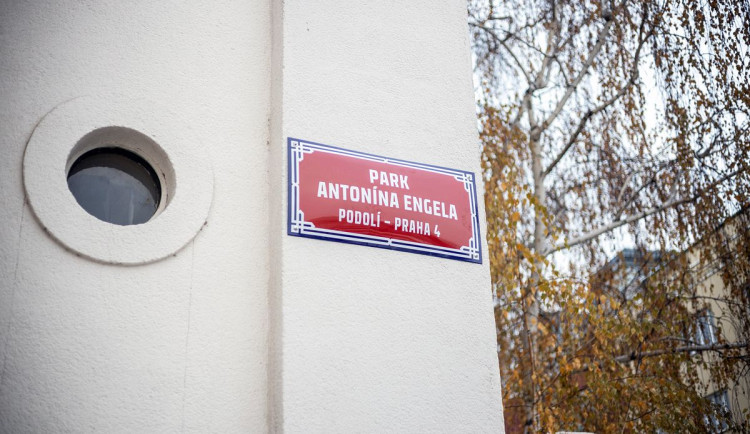 PARK
ANTONÍNA ENGELA
PODOLÍ – PRAHA 4